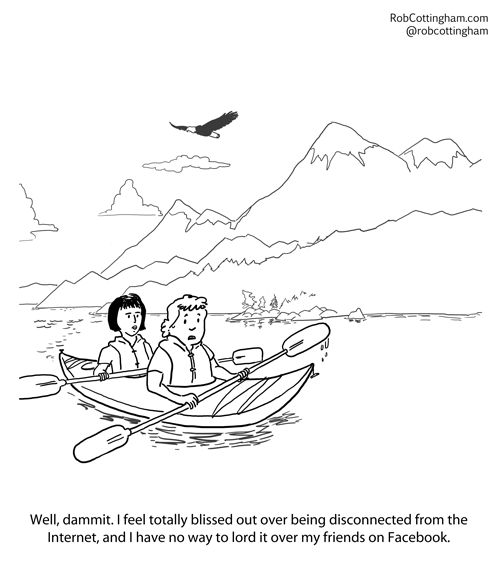 RobCottingham.com
@robcottingham
Well, dammit. I feel totally blissed out over being disconnected from the
Internet, and I have no way to lord it over my friends on Facebook.